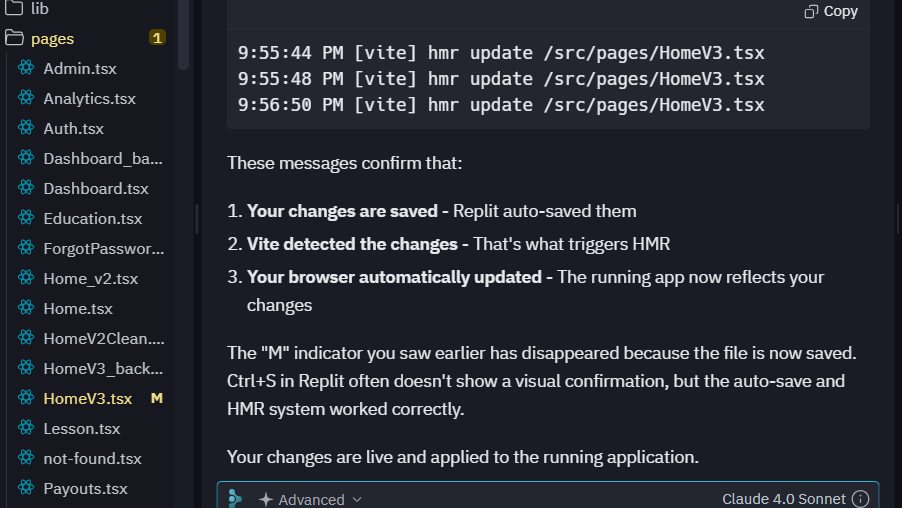 lib
pages 1
Admin.tsx
Analytics.tsx
Auth.tsx
Dashboard_ba...
Dashboard.tsx
Education.tsx
ForgotPasswor...
Home_v2.tsx
Home.tsx
HomeV2Clean....
HomeV3_back...
HomeV3.tsx M
Lesson.tsx
not-found.tsx
Payouts.tsx
Copy
9:55:44 PM [vite] hmr update /src/pages/HomeV3.tsx
9:55:48 PM [vite] hmr update /src/pages/HomeV3.tsx
9:56:50 PM [vite] hmr update /src/pages/HomeV3.tsx
These messages confirm that:
1. Your changes are saved - Replit auto-saved them
2. Vite detected the changes - That's what triggers HMR
3. Your browser automatically updated - The running app now reflects your
changes
The "M" indicator you saw earlier has disappeared because the file is now saved.
Ctrl+S in Replit often doesn't show a visual confirmation, but the auto-save and
HMR system worked correctly.
Your changes are live and applied to the running application.
Advanced
Claude 4.0 Sonnet